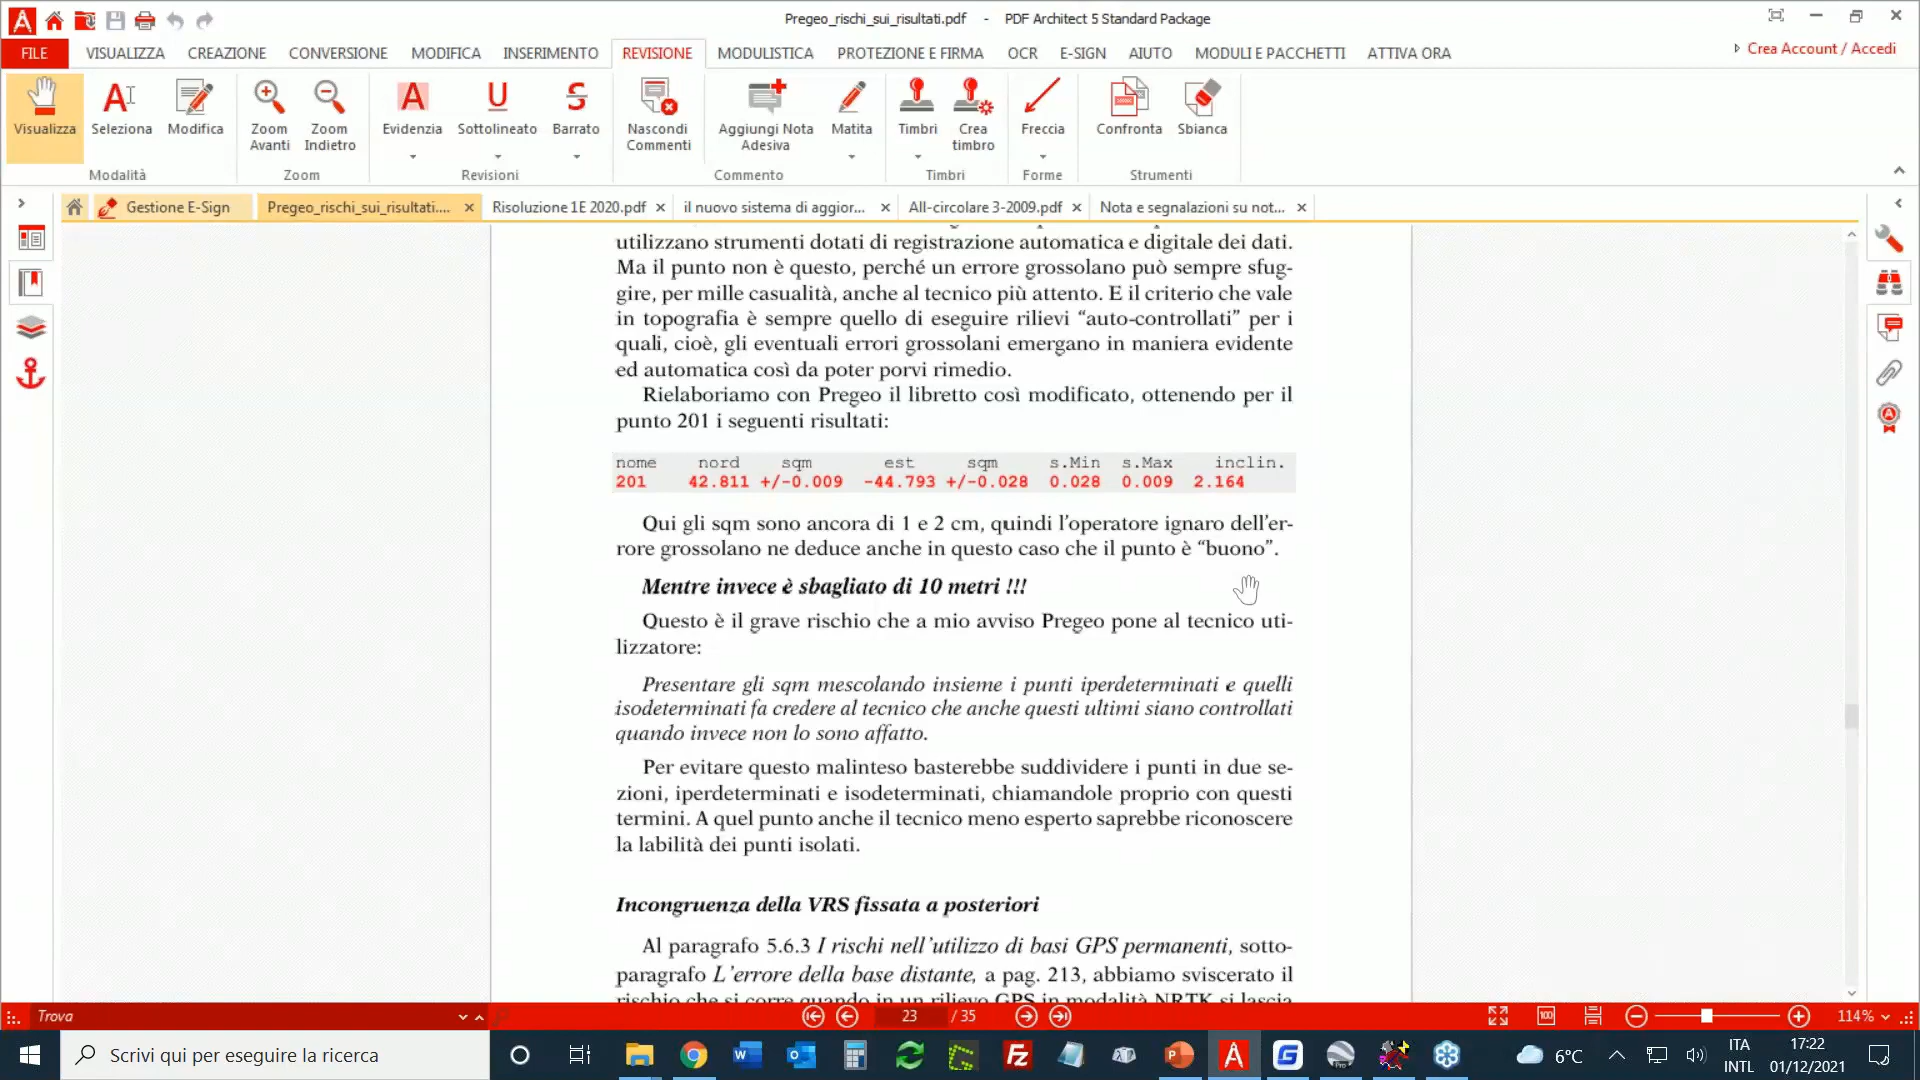 Pregeo_rischi_sui_risultati.pdf - PDF Architect 5 Standard Package
FILE VISUALIZZA CREAZIONE CONVERSIONE MODIFICA INSERIMENTO REVISIONE MODULISTICA PROTEZIONE E FIRMA OCR E-SIGN AIUTO MODULI E PACCHETTI ATTIVA ORA Crea Account / Accedi
Visualizza Seleziona Modifica Zoom Avanti Zoom Indietro Evidenzia Sottolineato Barrato Nascondi Commenti Aggiungi Nota Adesiva Matita Timbri Crea timbro Freccia Confronta Sbianca
Modalità Zoom Revisioni Commento Timbri Forme Strumenti
Gestione E-Sign Pregeo_rischi_sui_risultati.... Risoluzione 1E 2020.pdf il nuovo sistema di aggior... All-circolare 3-2009.pdf Nota e segnalazioni su not...
utilizzano strumenti dotati di registrazione automatica e digitale dei dati.
Ma il punto non è questo, perché un errore grossolano può sempre sfug-
gire, per mille casualità, anche al tecnico più attento. E il criterio che vale
in topografia è sempre quello di eseguire rilievi “auto-controllati” per i
quali, cioè, gli eventuali errori grossolani emergano in maniera evidente
ed automatica così da poter porvi rimedio.
Rielaboriamo con Pregeo il libretto così modificato, ottenendo per il
punto 201 i seguenti risultati:
nome nord sqm est sqm s.Min s.Max inclin.
201 42.811 +/-0.009 -44.793 +/-0.028 0.028 0.009 2.164
Qui gli sqm sono ancora di 1 e 2 cm, quindi l’operatore ignaro dell’er-
rore grossolano ne deduce anche in questo caso che il punto è “buono”.
Mentre invece è sbagliato di 10 metri !!!
Questo è il grave rischio che a mio avviso Pregeo pone al tecnico uti-
lizzatore:
Presentare gli sqm mescolando insieme i punti iperdeterminati e quelli
isodeterminati fa credere al tecnico che anche questi ultimi siano controllati
quando invece non lo sono affatto.
Per evitare questo malinteso basterebbe suddividere i punti in due se-
zioni, iperdeterminati e isodeterminati, chiamandole proprio con questi
termini. A quel punto anche il tecnico meno esperto saprebbe riconoscere
la labilità dei punti isolati.
Incongruenza della VRS fissata a posteriori
Al paragrafo 5.6.3 I rischi nell’utilizzo di basi GPS permanenti, sotto-
paragrafo L’errore della base distante, a pag. 213, abbiamo sviscerato il
rischio che si corre quando in un rilievo GPS in modalità NRTK si lascia
Trova 23 / 35 114%
Scrivi qui per eseguire la ricerca 6°C ITA INTL 17:22 01/12/2021